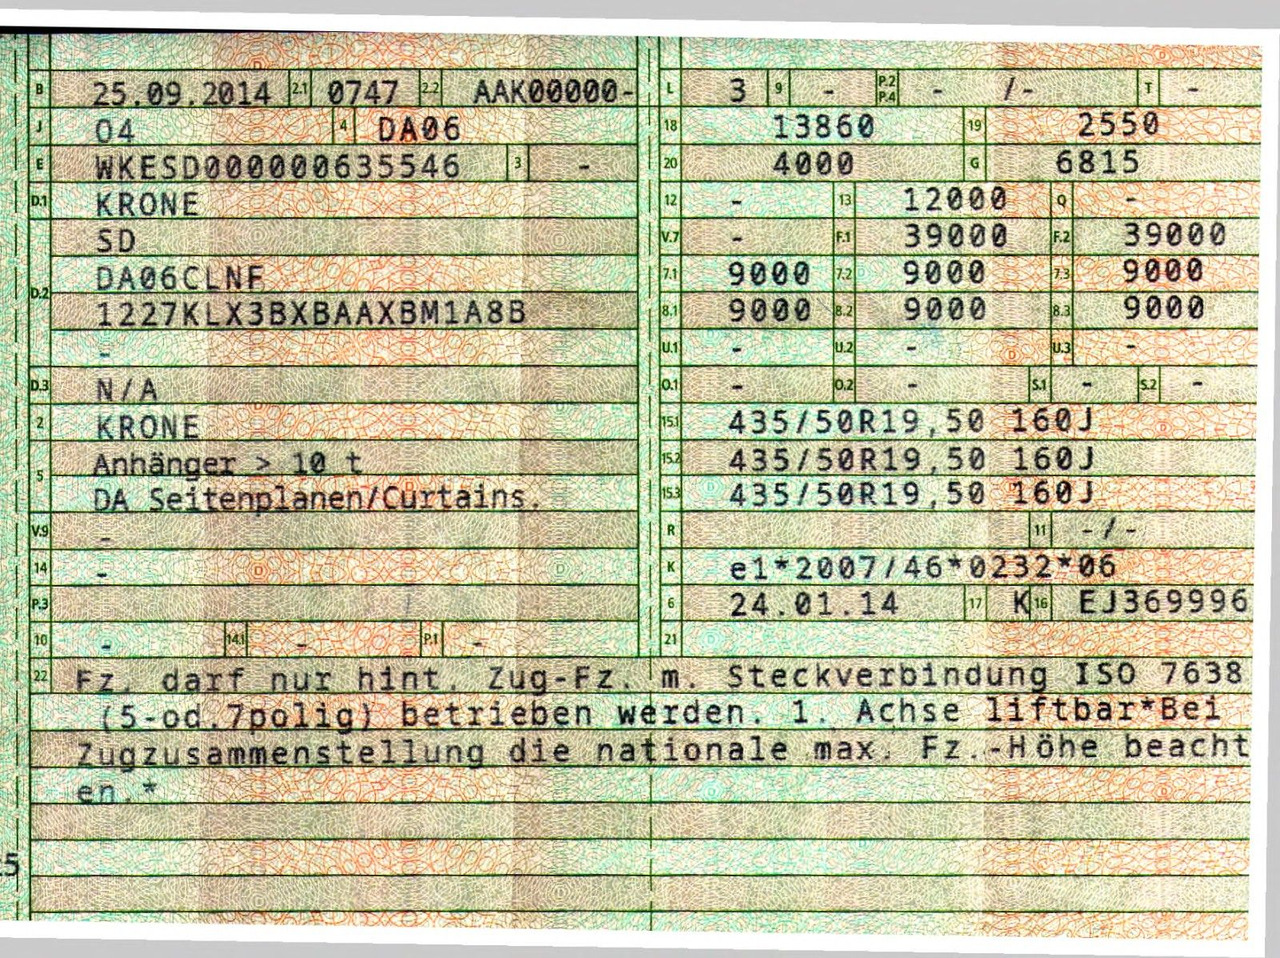 B 25.09.2014 2.1 0747 2.2 AAK00000- L 3 9 - P.2 P.4 - /- T -
J 04 4 DA06 18 13860 19 2550
E WKESD000000635546 3 - 20 4000 G 6815
D.1 KRONE 12 - 13 12000 Q -
SD V.7 - F.1 39000 F.2 39000
D.2 DA06CLNF 7.1 9000 7.2 9000 7.3 9000
1227KLX3BXBAAXBM1A8B 8.1 9000 8.2 9000 8.3 9000
- U.1 - U.2 - U.3 -
D.3 N/A O.1 - O.2 - S.1 - S.2 -
2 KRONE 15.1 435/50R19,50 160J
5 Anhänger > 10 t 15.2 435/50R19,50 160J
DA Seitenplanen/Curtains. 15.3 435/50R19,50 160J
V.9 - R 11 -/-
14 - K e1*2007/46*0232*06
P.3 6 24.01.14 17 K 16 EJ369996
10 - 14.1 - P.1 - 21
22 Fz. darf nur hint. Zug-Fz. m. Steckverbindung ISO 7638
(5-od.7polig) betrieben werden. 1. Achse liftbar*Bei
Zugzusammenstellung die nationale max. Fz.-Höhe beacht
en.*